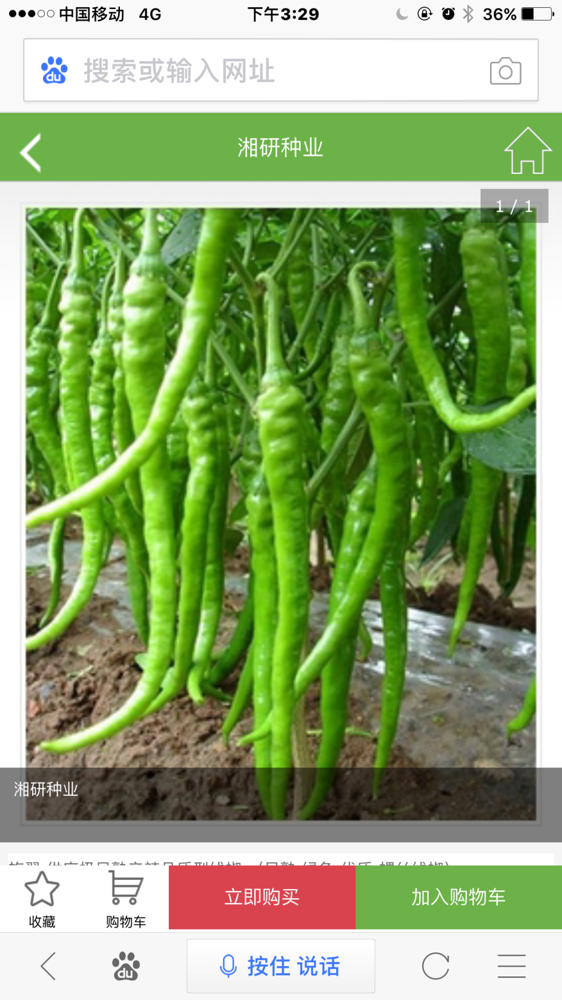 中国移动 4G 下午3:29 36%
搜索或输入网址
湘研种业
1 / 1
湘研种业
立即购买
加入购物车
收藏
购物车
按住 说话